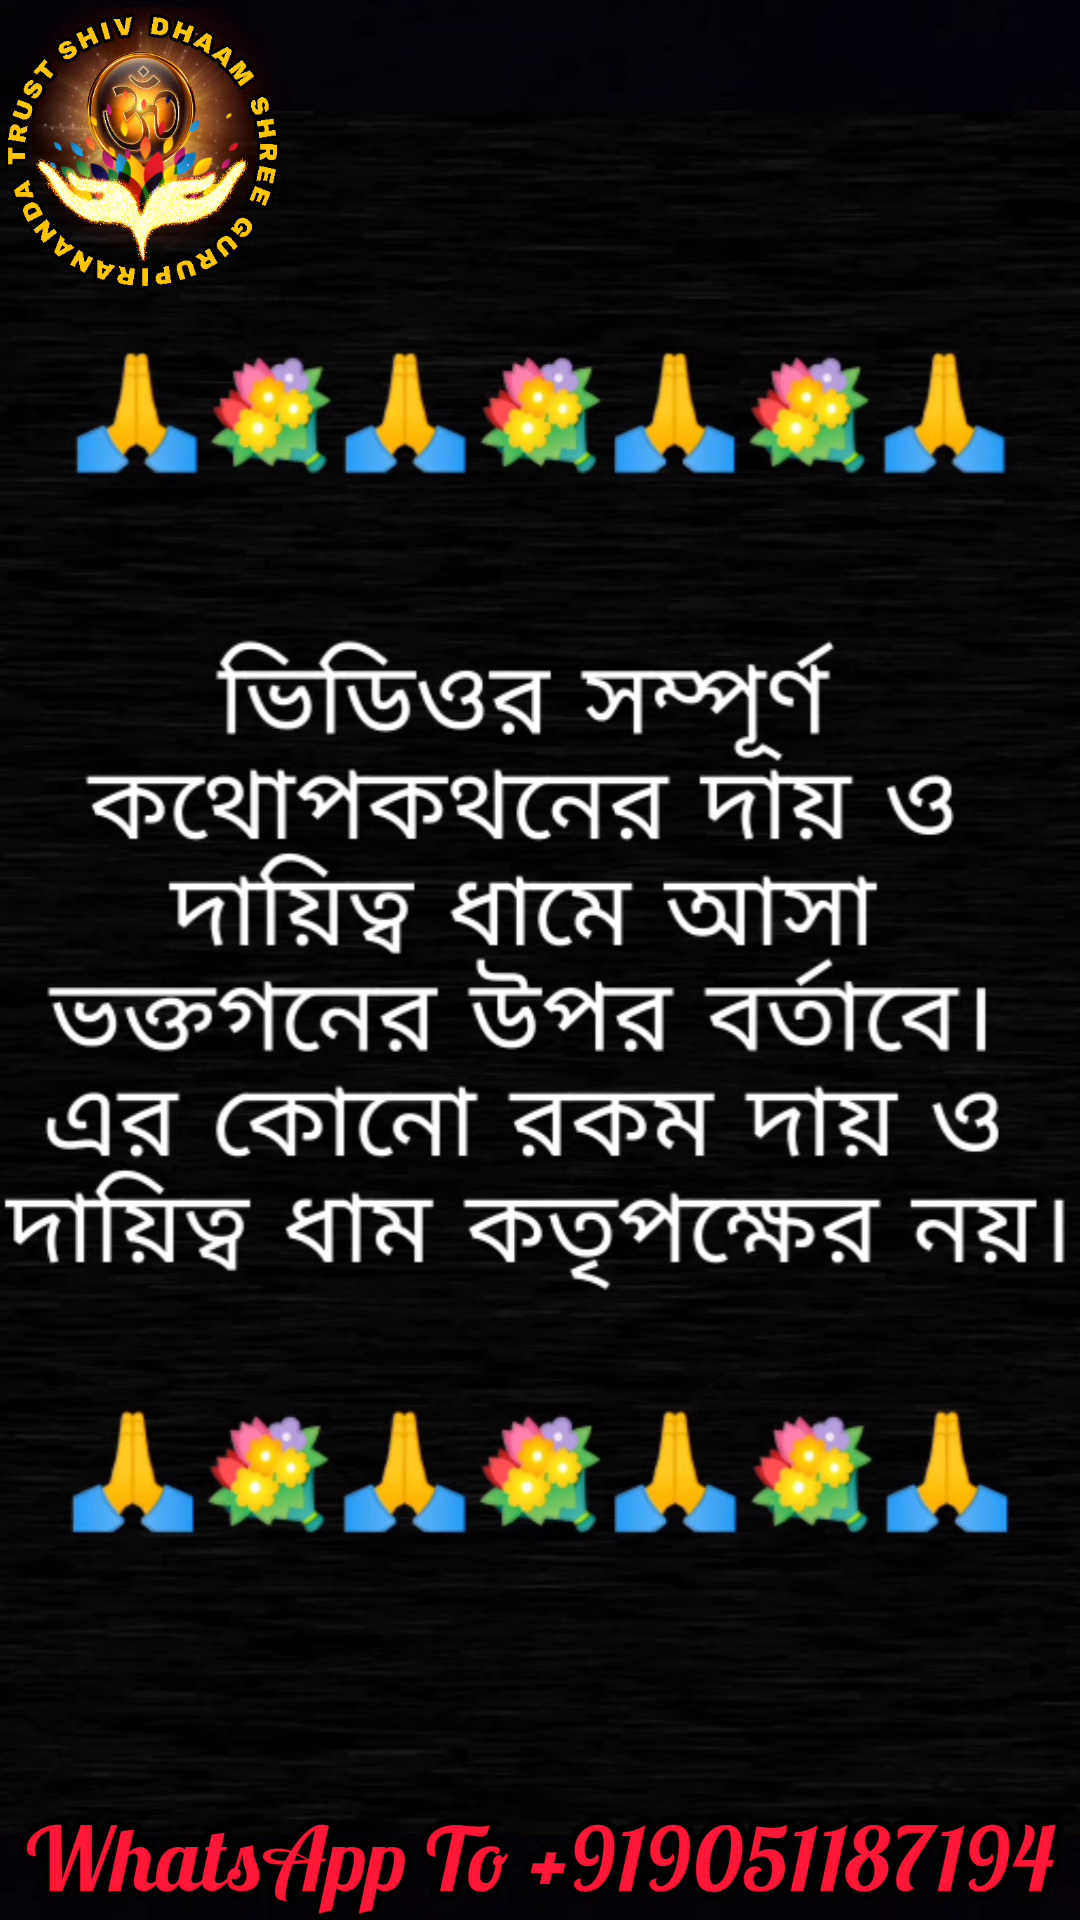 TRUST SHIV DHAAM SHREE GURUPIRANANDA
🙏💐🙏💐🙏💐🙏
ভিডিওর সম্পূর্ণ
কথোপকথনের দায় ও
দায়িত্ব ধামে আসা
ভক্তগনের উপর বর্তাবে।
এর কোনো রকম দায় ও
দায়িত্ব ধাম কতৃপক্ষের নয়।
🙏💐🙏💐🙏💐🙏
WhatsApp To +919051187194